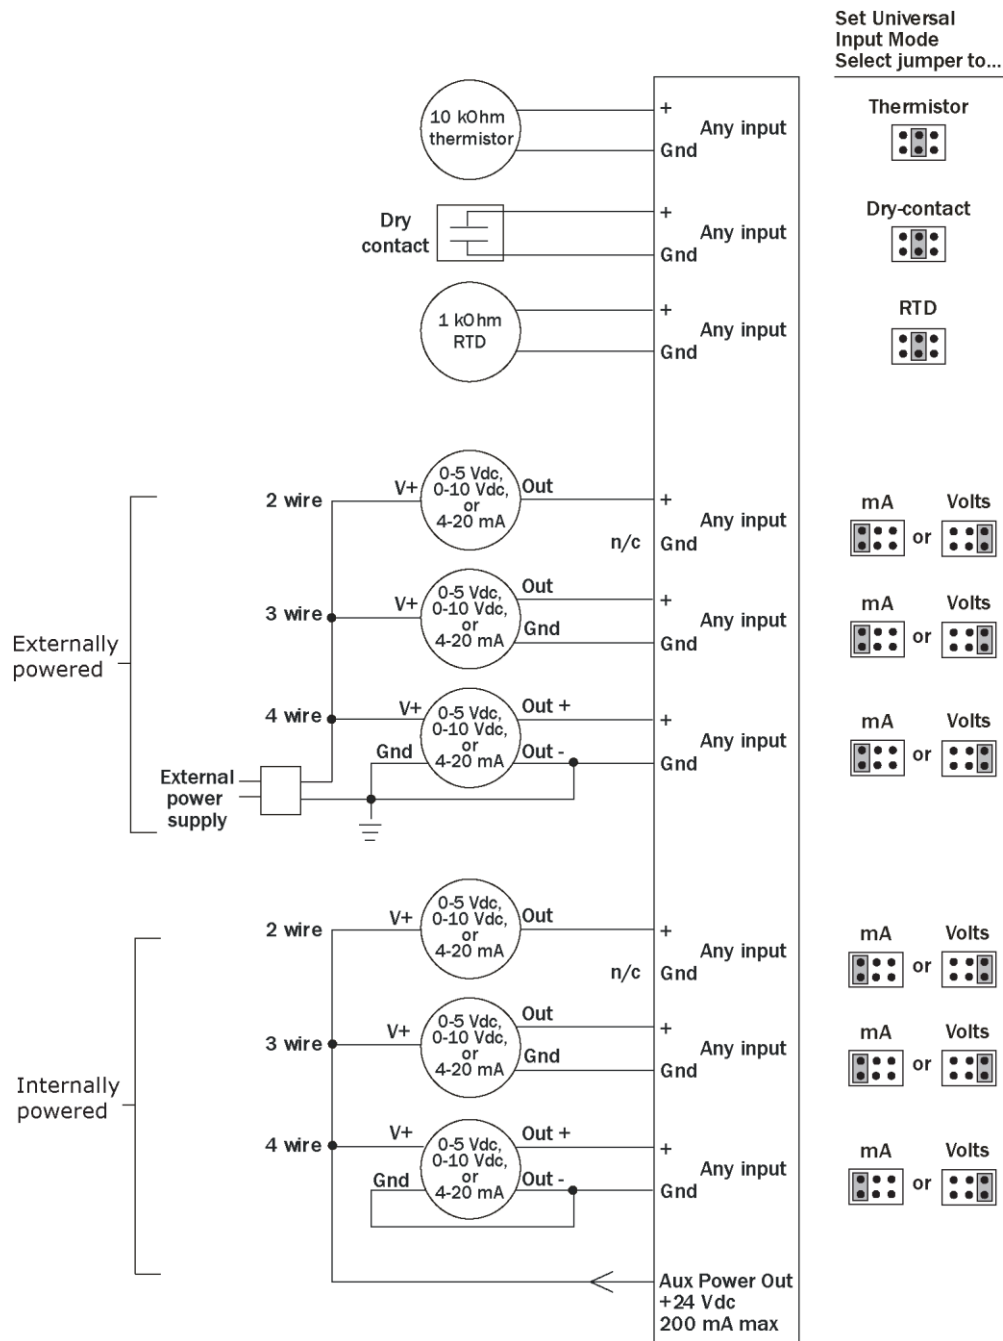 Set Universal
Input Mode
Select jumper to...
10 kOhm
thermistor
+
Gnd
Any input
Thermistor
Dry
contact
+
Gnd
Any input
Dry-contact
1 kOhm
RTD
+
Gnd
Any input
RTD
Externally
powered
2 wire
V+
0-5 Vdc,
0-10 Vdc,
or
4-20 mA
Out
n/c
+
Gnd
Any input
mA
or
Volts
3 wire
V+
0-5 Vdc,
0-10 Vdc,
or
4-20 mA
Out
Gnd
+
Gnd
Any input
mA
or
Volts
4 wire
V+
Gnd
0-5 Vdc,
0-10 Vdc,
or
4-20 mA
Out +
Out -
+
Gnd
Any input
mA
or
Volts
External
power
supply
Internally
powered
2 wire
V+
0-5 Vdc,
0-10 Vdc,
or
4-20 mA
Out
n/c
+
Gnd
Any input
mA
or
Volts
3 wire
V+
0-5 Vdc,
0-10 Vdc,
or
4-20 mA
Out
Gnd
+
Gnd
Any input
mA
or
Volts
4 wire
V+
Gnd
0-5 Vdc,
0-10 Vdc,
or
4-20 mA
Out +
Out -
+
Gnd
Any input
mA
or
Volts
Aux Power Out
+24 Vdc
200 mA max